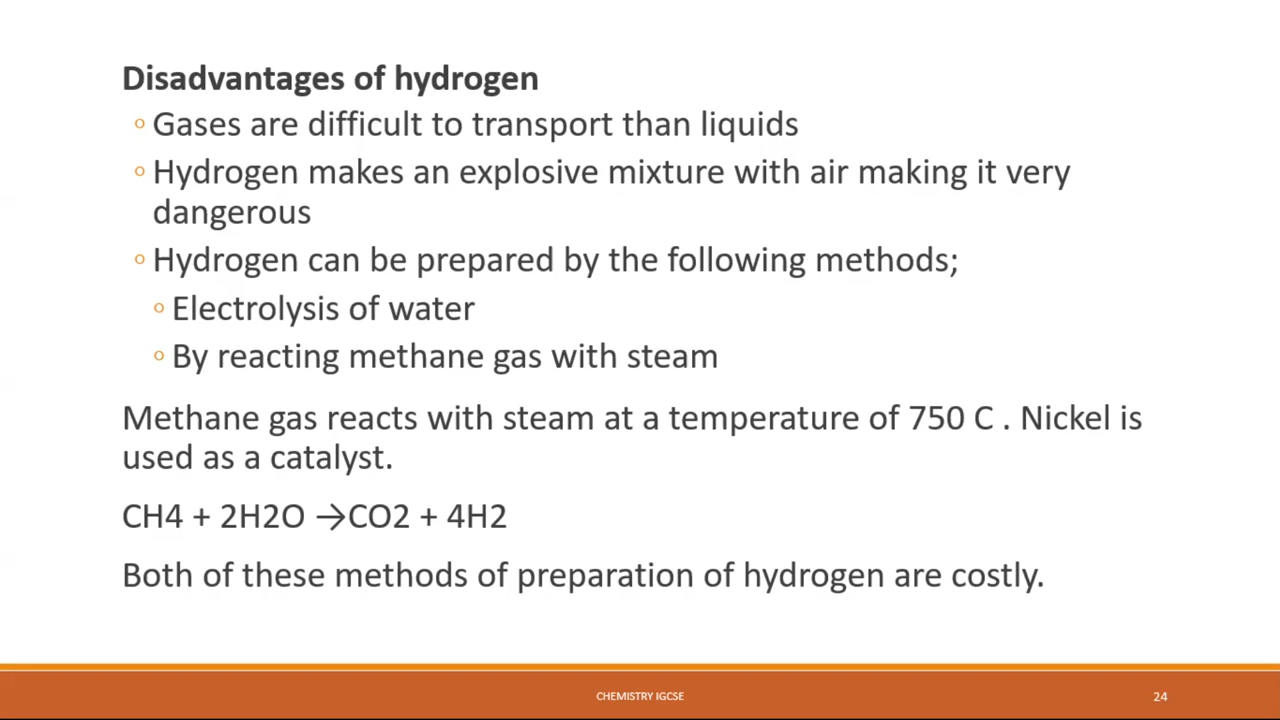 Disadvantages of hydrogen
◦ Gases are difficult to transport than liquids
◦ Hydrogen makes an explosive mixture with air making it very
dangerous
◦ Hydrogen can be prepared by the following methods;
◦ Electrolysis of water
◦ By reacting methane gas with steam
Methane gas reacts with steam at a temperature of 750 C . Nickel is
used as a catalyst.
CH4 + 2H2O →CO2 + 4H2
Both of these methods of preparation of hydrogen are costly.
CHEMISTRY IGCSE
24